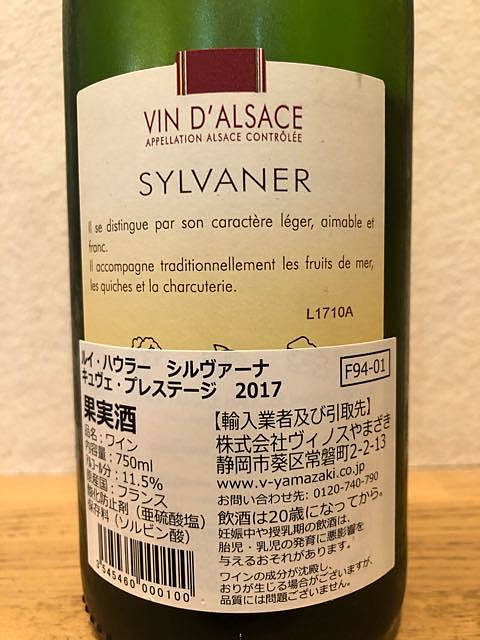 VIN D'ALSACE
APPELLATION ALSACE CONTRÔLÉE
SYLVANER
Il se distingue par son caractère léger, aimable et
franc.
Il accompagne traditionnellement les fruits de mer,
les quiches et la charcuterie.
L1710A
ルイ・ハウラー シルヴァーナ
キュヴェ・プレステージ 2017
F94-01
果実酒
品名：ワイン
内容量：750ml
ｱﾙｺｰﾙ分：11.5%
原産国：フランス
酸化防止剤（亜硫酸塩）
保存料（ソルビン酸）
3 545460 000100
【輸入業者及び引取先】
株式会社ヴィノスやまざき
静岡市葵区常磐町2-2-13
www.v-yamazaki.co.jp
お問い合わせ先：0120-740-790
飲酒は20歳になってから。
妊娠中や授乳期の飲酒は、
胎児・乳児の発育に悪影響を
与えるおそれがあります。
ワインの成分が沈殿し、
おりが生じる場合がございますが、
品質には問題ございません。